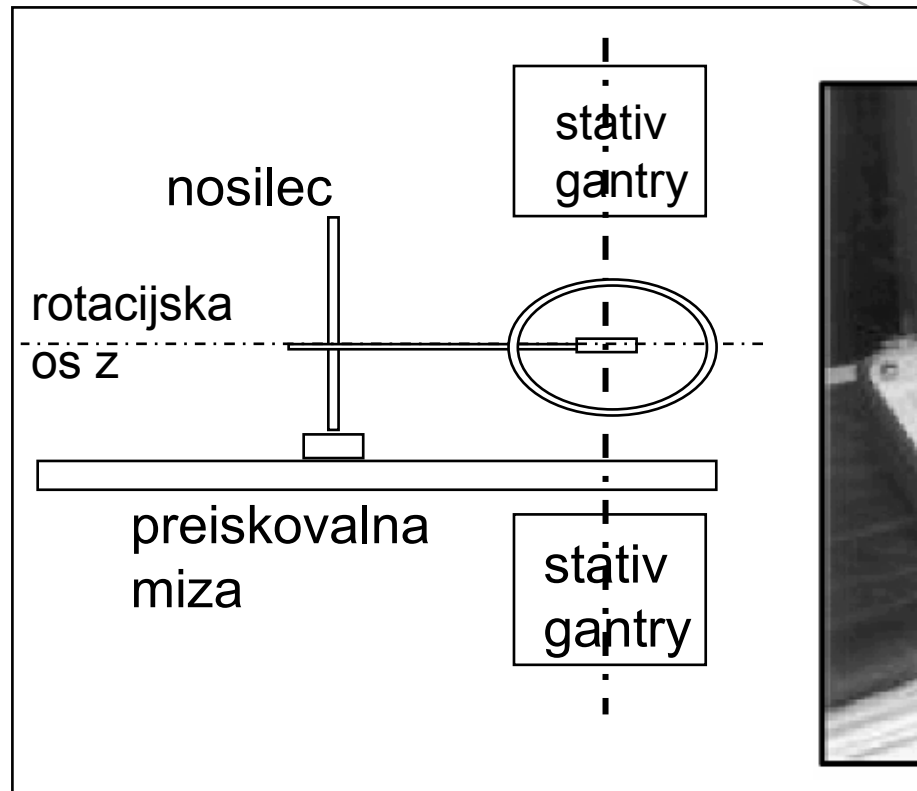 stativ
gantry
nosilec
rotacijska
os z
preiskovalna
miza
stativ
gantry